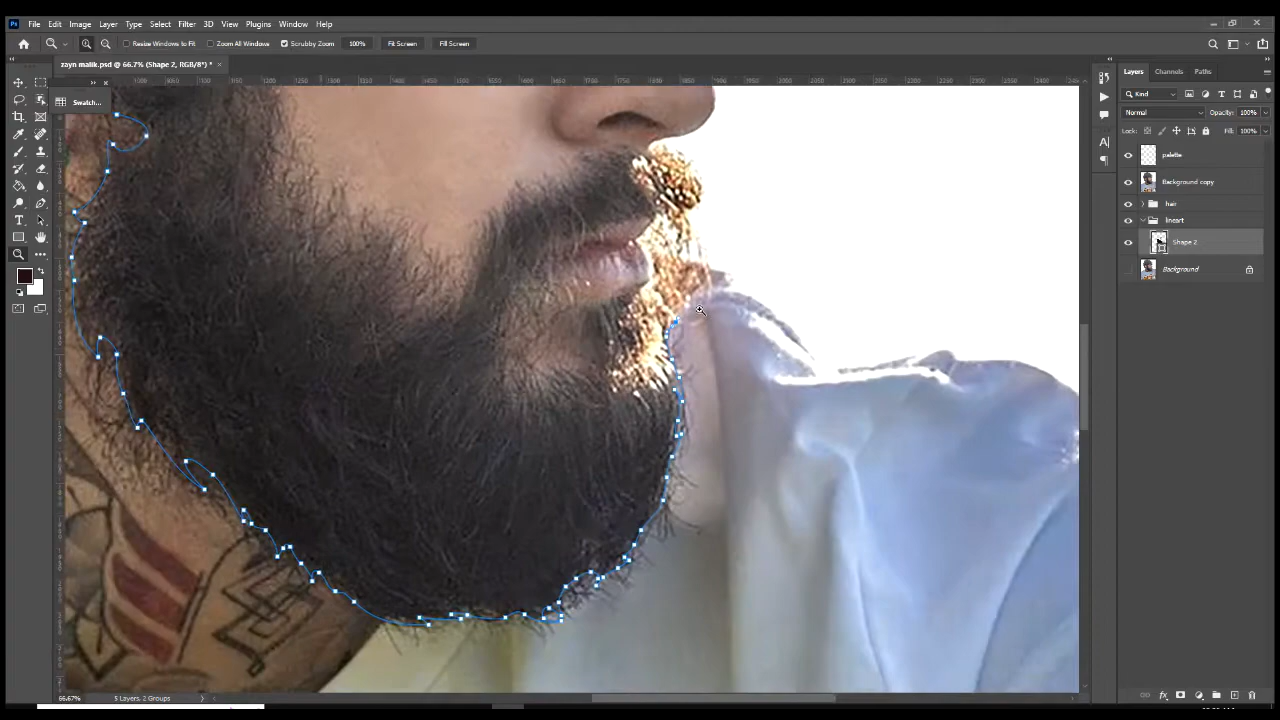 Ps File Edit Image Layer Type Select Filter 3D View Plugins Window Help
Resize Windows to Fit Zoom All Windows Scrubby Zoom 100% Fit Screen Fill Screen
zayn malik.psd @ 66.7% (Shape 2, RGB/8*) * ×
Swatch...
Layers Channels Paths
Kind
Normal Opacity: 100%
Lock: Fill: 100%
palette
Background copy
hair
lineart
Shape 2
Background
66.67% 5 Layers, 2 Groups